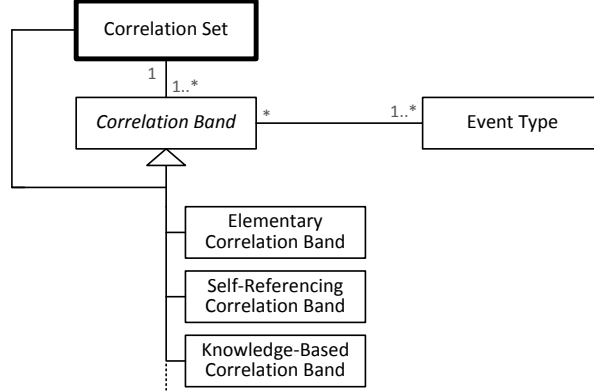 Correlation Set
1
1..*
Correlation Band
*
1..*
Event Type
Elementary
Correlation Band
Self-Referencing
Correlation Band
Knowledge-Based
Correlation Band